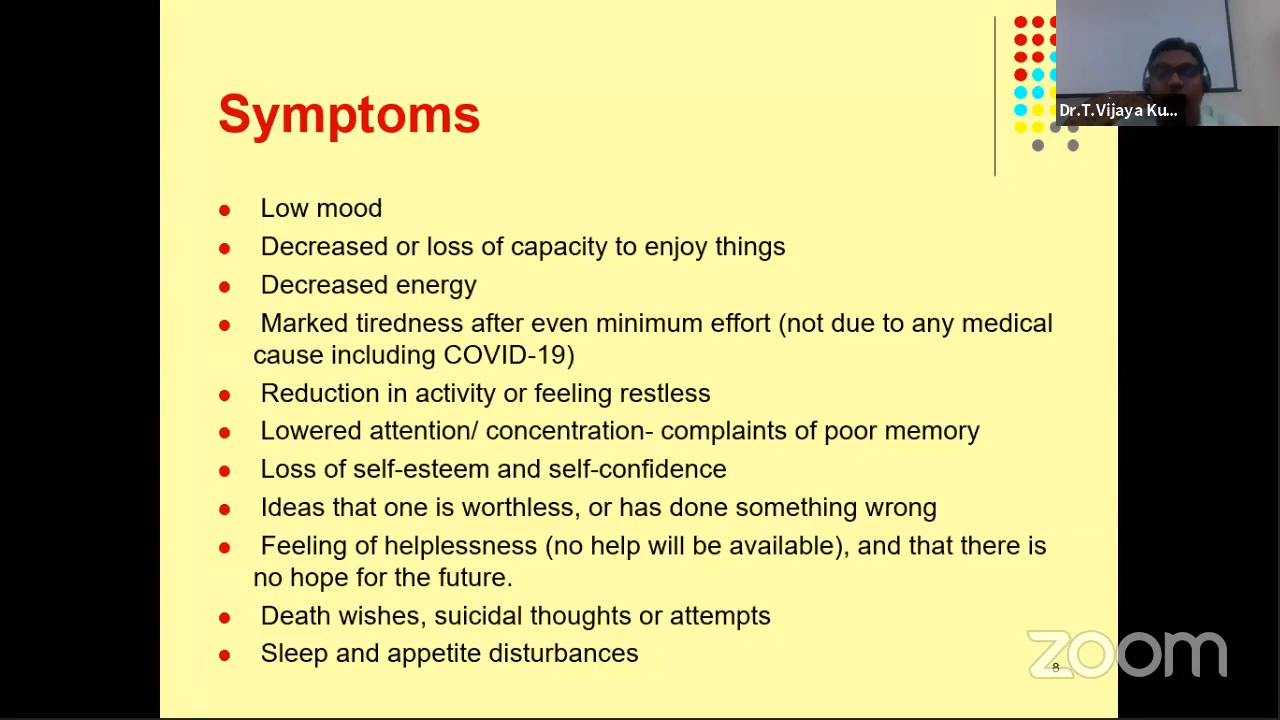 Symptoms
Dr.T.Vijaya Ku...
Low mood
Decreased or loss of capacity to enjoy things
Decreased energy
Marked tiredness after even minimum effort (not due to any medical
cause including COVID-19)
Reduction in activity or feeling restless
Lowered attention/ concentration- complaints of poor memory
Loss of self-esteem and self-confidence
Ideas that one is worthless, or has done something wrong
Feeling of helplessness (no help will be available), and that there is
no hope for the future.
Death wishes, suicidal thoughts or attempts
Sleep and appetite disturbances
zoom
8